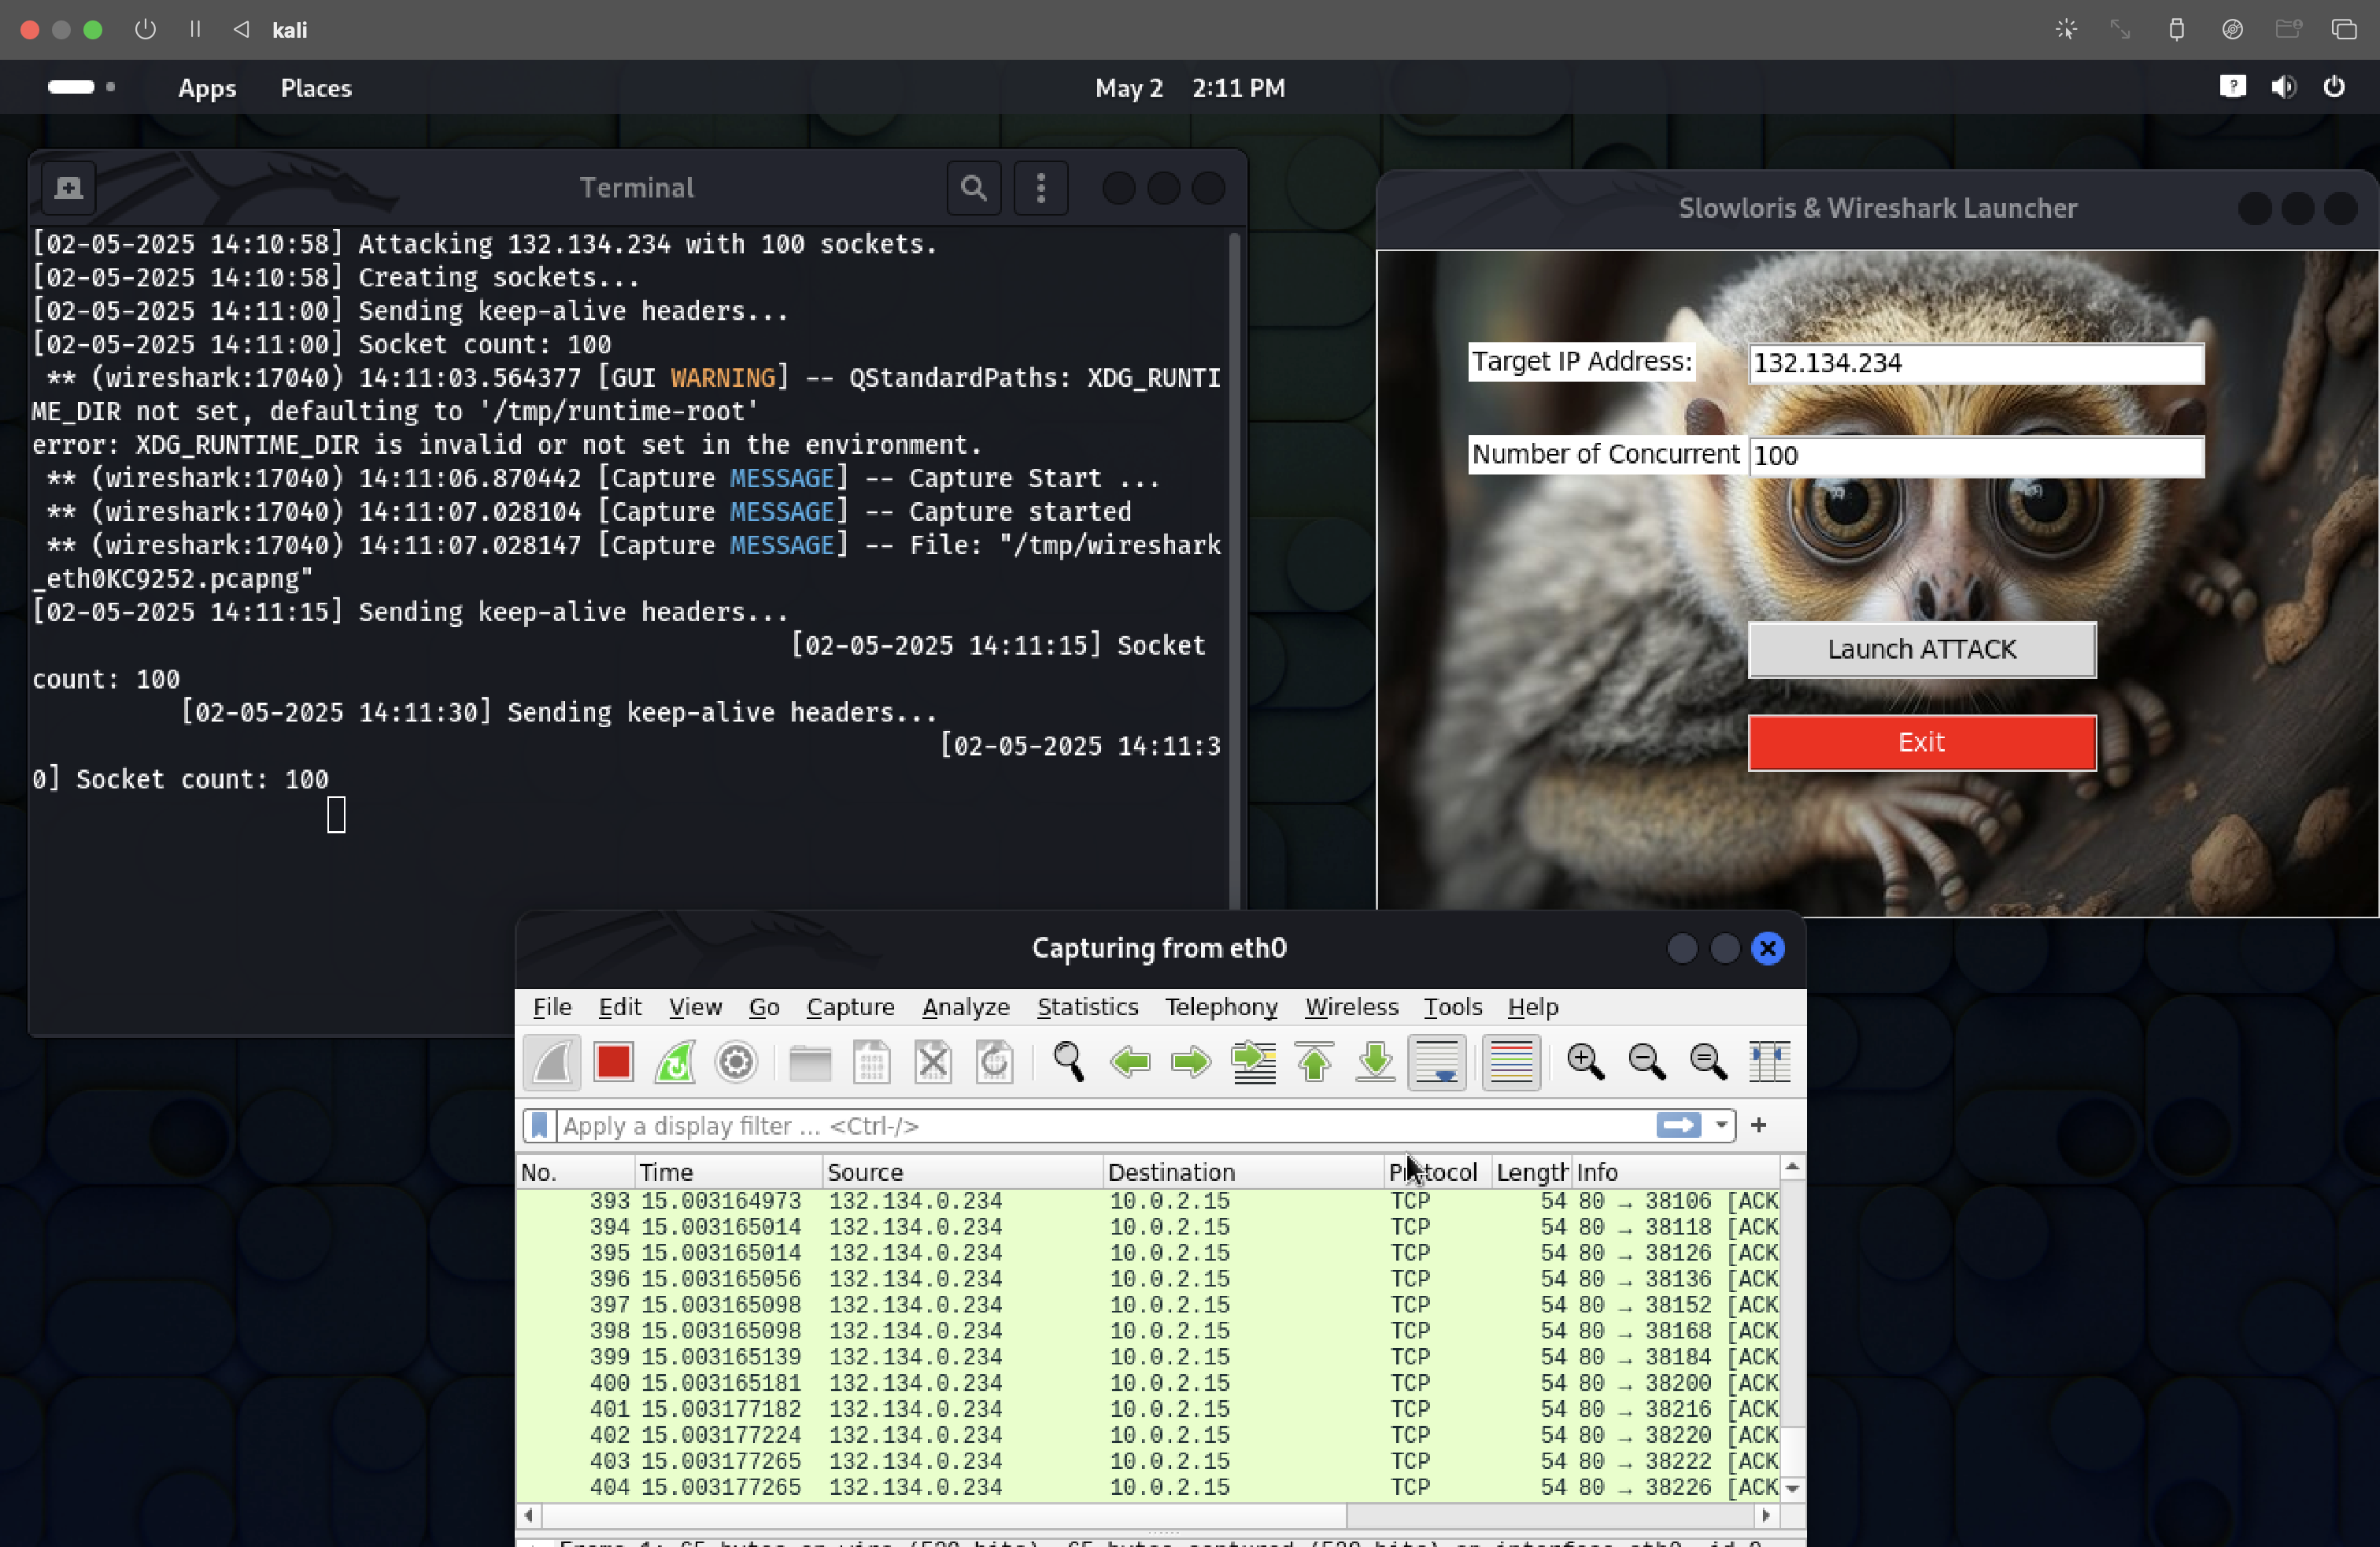 kali
Apps Places May 2 2:11 PM
Terminal
[02-05-2025 14:10:58] Attacking 132.134.234 with 100 sockets.
[02-05-2025 14:10:58] Creating sockets...
[02-05-2025 14:11:00] Sending keep-alive headers...
[02-05-2025 14:11:00] Socket count: 100
** (wireshark:17040) 14:11:03.564377 [GUI WARNING] -- QStandardPaths: XDG_RUNTI
ME_DIR not set, defaulting to '/tmp/runtime-root'
error: XDG_RUNTIME_DIR is invalid or not set in the environment.
** (wireshark:17040) 14:11:06.870442 [Capture MESSAGE] -- Capture Start ...
** (wireshark:17040) 14:11:07.028104 [Capture MESSAGE] -- Capture started
** (wireshark:17040) 14:11:07.028147 [Capture MESSAGE] -- File: "/tmp/wireshark
_eth0KC9252.pcapng"
[02-05-2025 14:11:15] Sending keep-alive headers...
[02-05-2025 14:11:15] Socket
count: 100
[02-05-2025 14:11:30] Sending keep-alive headers...
[02-05-2025 14:11:3
0] Socket count: 100
Slowloris & Wireshark Launcher
Target IP Address: 132.134.234
Number of Concurrent 100
Launch ATTACK
Exit
Capturing from eth0
File Edit View Go Capture Analyze Statistics Telephony Wireless Tools Help
Apply a display filter ... <Ctrl-/>
No. Time Source Destination Protocol Length Info
393 15.003164973 132.134.0.234 10.0.2.15 TCP 54 80 → 38106 [ACK
394 15.003165014 132.134.0.234 10.0.2.15 TCP 54 80 → 38118 [ACK
395 15.003165014 132.134.0.234 10.0.2.15 TCP 54 80 → 38126 [ACK
396 15.003165056 132.134.0.234 10.0.2.15 TCP 54 80 → 38136 [ACK
397 15.003165098 132.134.0.234 10.0.2.15 TCP 54 80 → 38152 [ACK
398 15.003165098 132.134.0.234 10.0.2.15 TCP 54 80 → 38168 [ACK
399 15.003165139 132.134.0.234 10.0.2.15 TCP 54 80 → 38184 [ACK
400 15.003165181 132.134.0.234 10.0.2.15 TCP 54 80 → 38200 [ACK
401 15.003177182 132.134.0.234 10.0.2.15 TCP 54 80 → 38216 [ACK
402 15.003177224 132.134.0.234 10.0.2.15 TCP 54 80 → 38220 [ACK
403 15.003177265 132.134.0.234 10.0.2.15 TCP 54 80 → 38222 [ACK
404 15.003177265 132.134.0.234 10.0.2.15 TCP 54 80 → 38226 [ACK